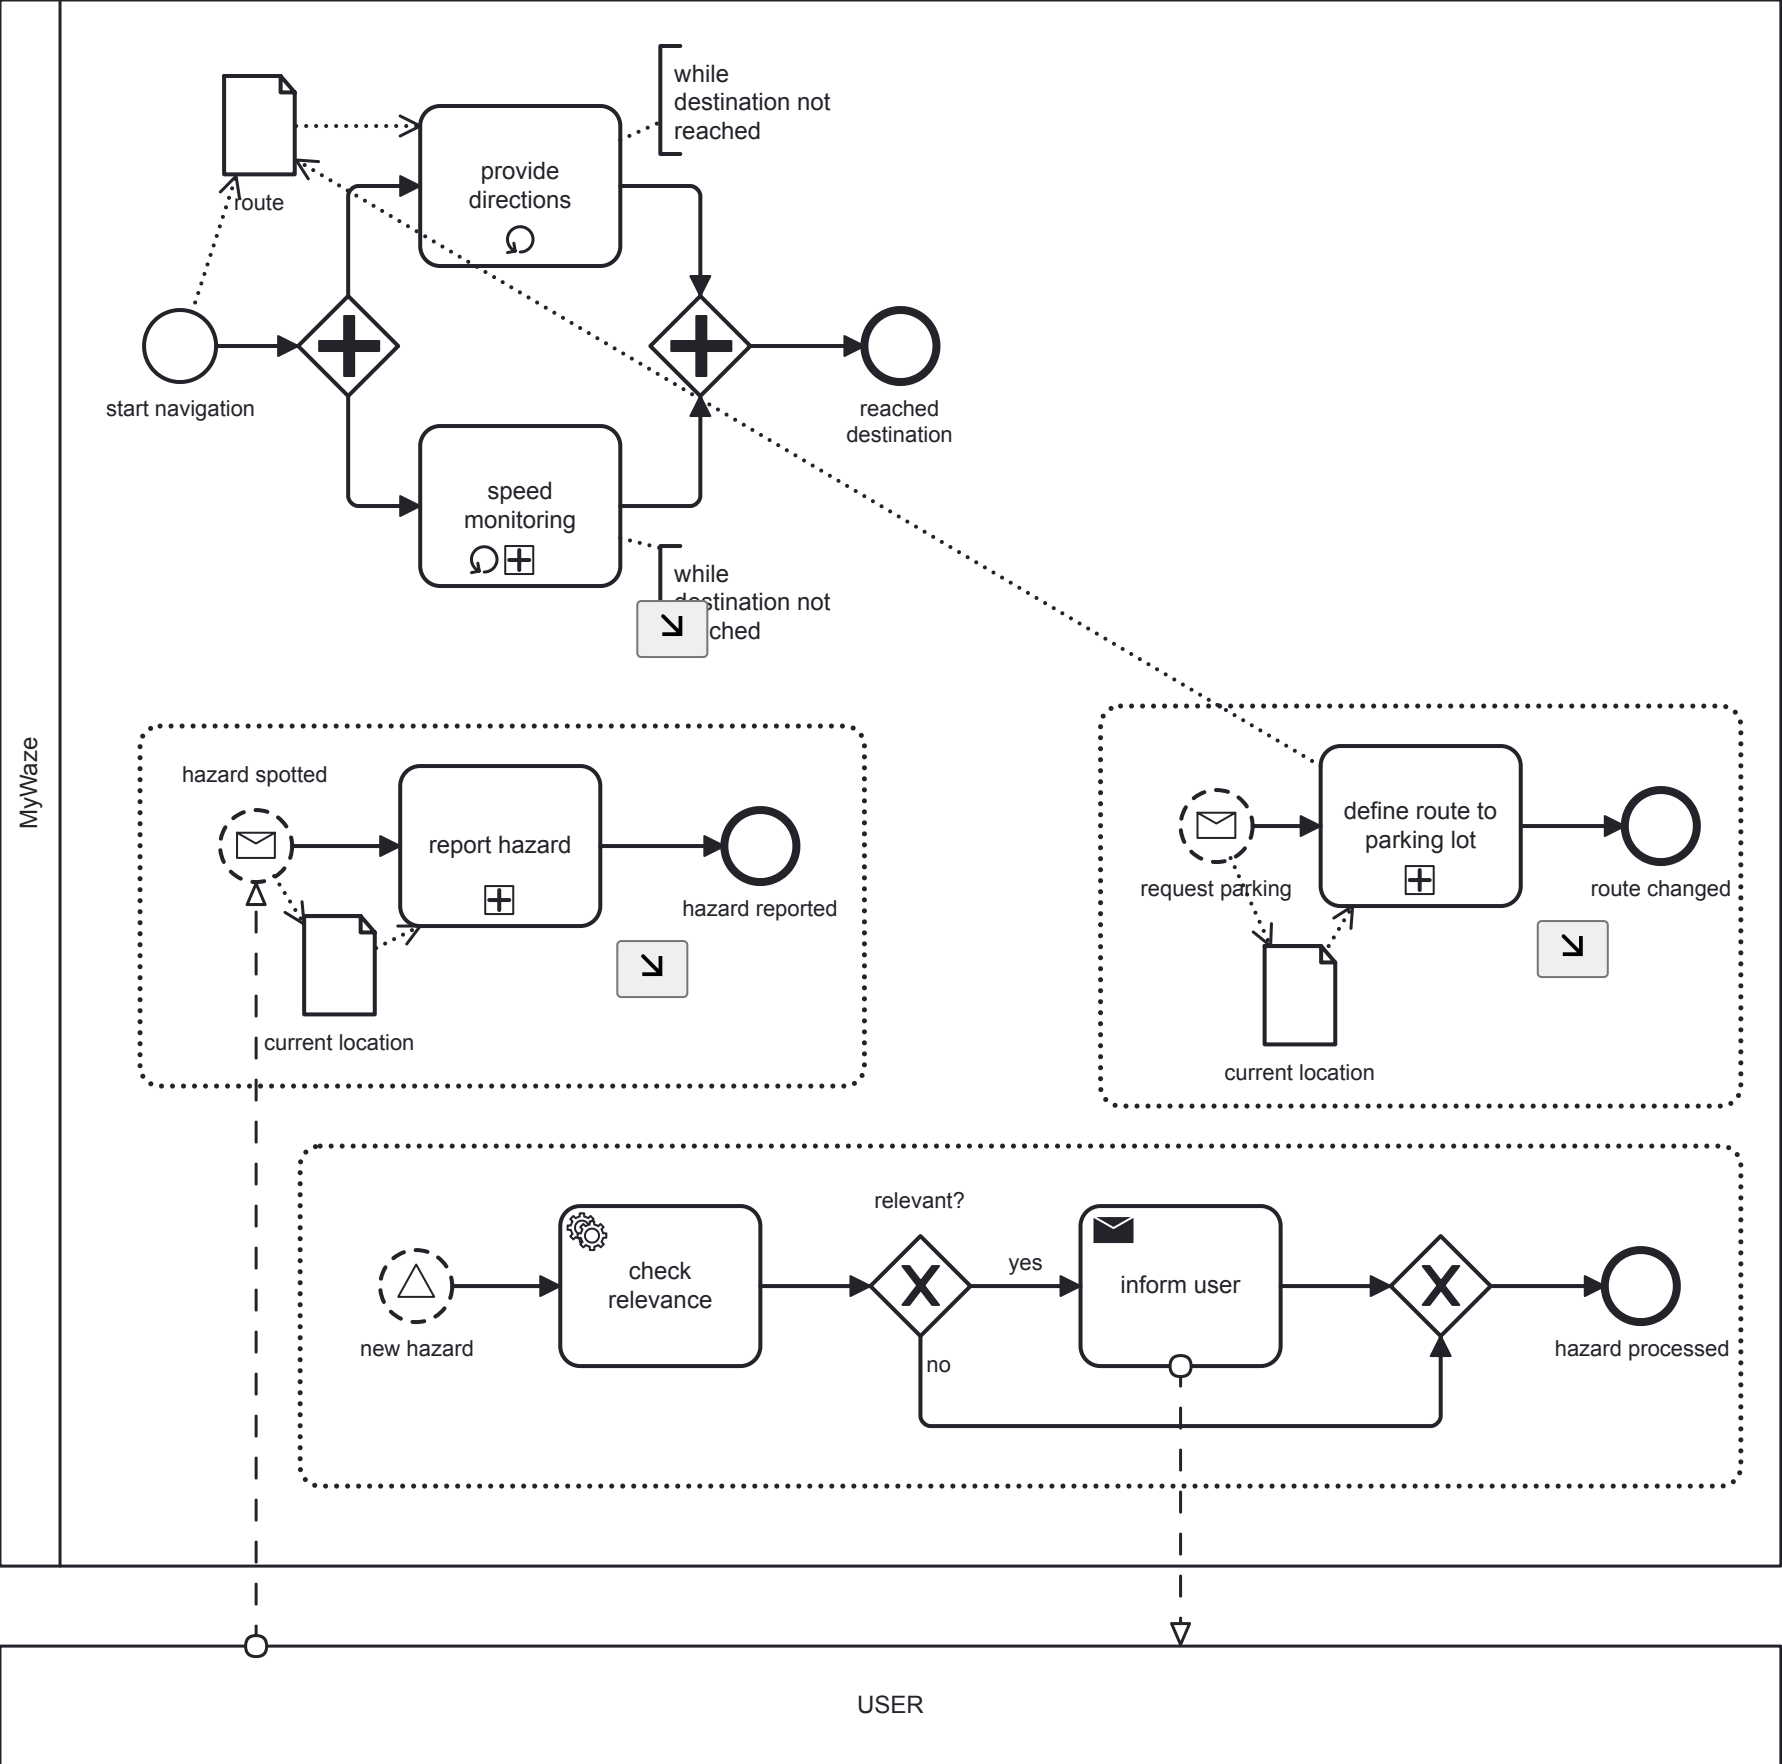 while
destination not
reached
provide
directions
route
start navigation
reached
destination
speed
monitoring
while
destination not
ched
MyWaze
hazard spotted
report hazard
hazard reported
current location
define route to
parking lot
request parking
route changed
current location
relevant?
yes
check
relevance
inform user
new hazard
no
hazard processed
USER